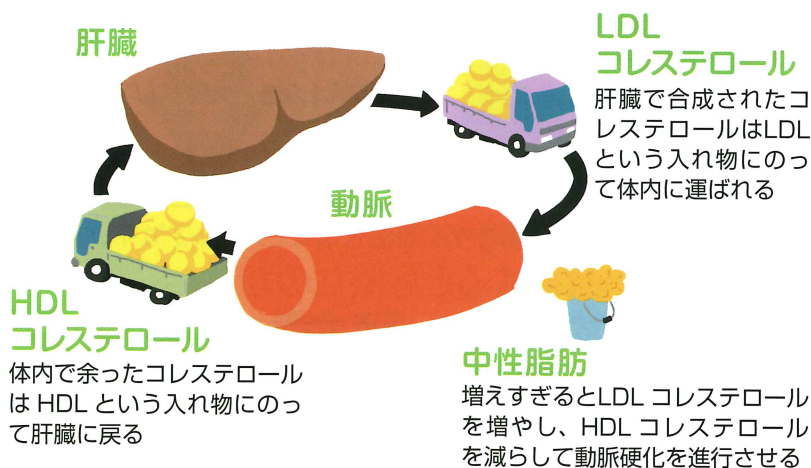 肝臓
LDL
コレステロール
肝臓で合成されたコ
レステロールはLDL
という入れ物にのっ
て体内に運ばれる
動脈
HDL
コレステロール
体内で余ったコレステロール
は HDL という入れ物にのっ
て肝臓に戻る
中性脂肪
増えすぎるとLDL コレステロール
を増やし、HDL コレステロール
を減らして動脈硬化を進行させる